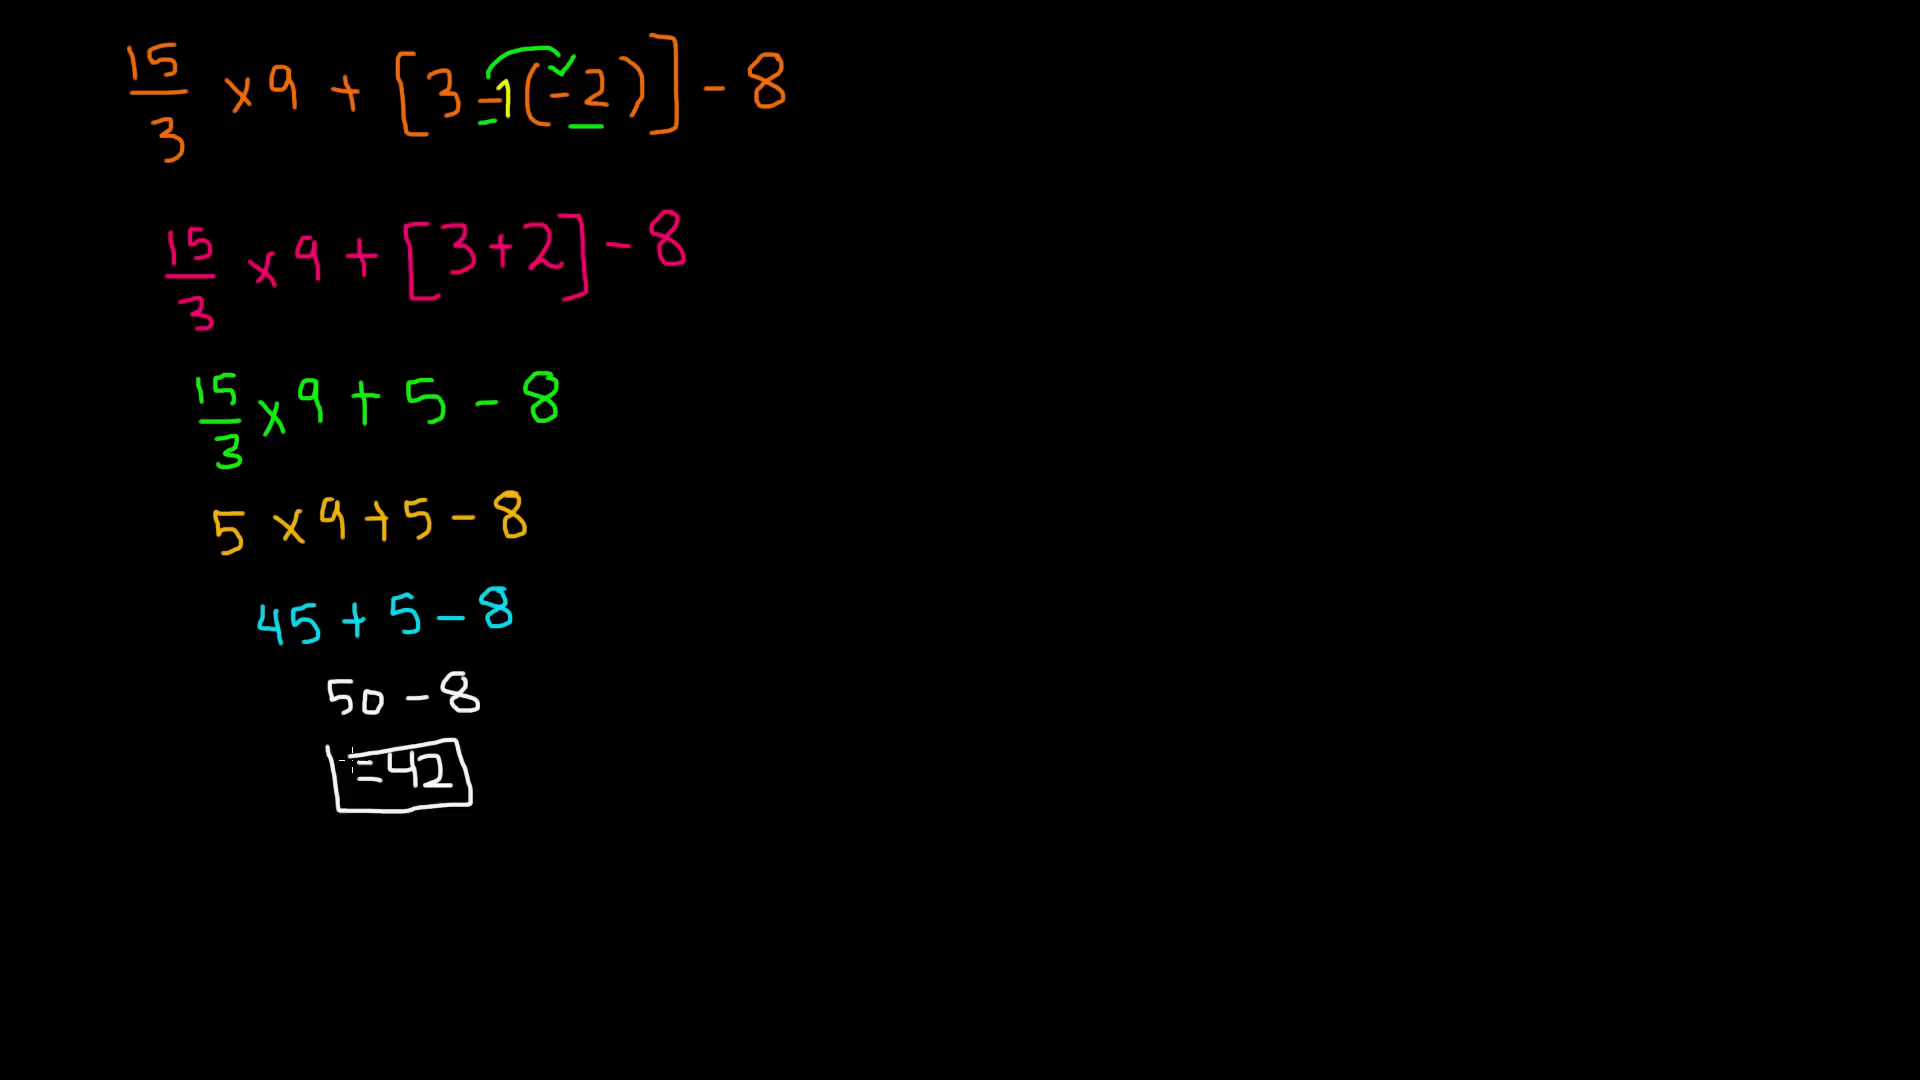 15/3 × 9 + [3 - 1(-2)] - 8
15/3 × 9 + [3 + 2] - 8
15/3 × 9 + 5 - 8
5 × 9 + 5 - 8
45 + 5 - 8
50 - 8
= 42